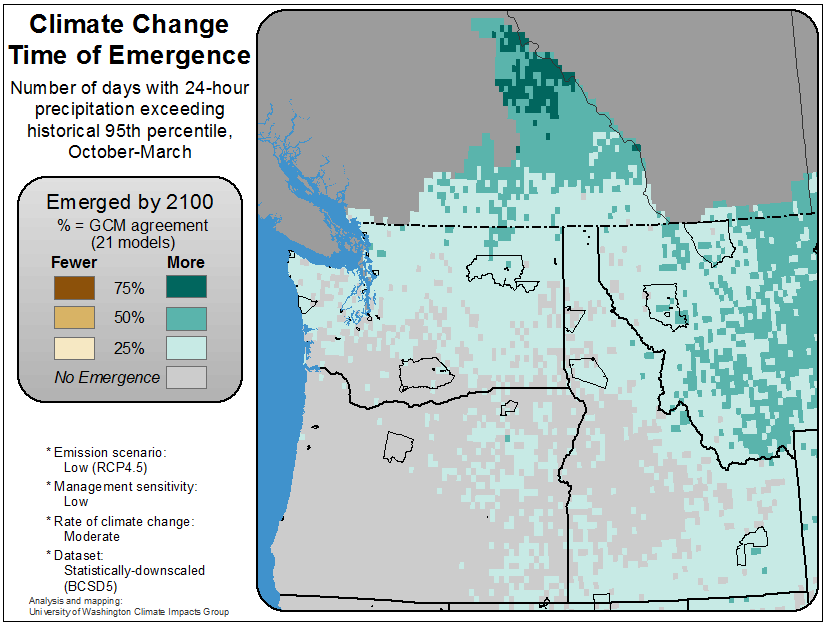 Climate Change
Time of Emergence
Number of days with 24-hour
precipitation exceeding
historical 95th percentile,
October-March
Emerged by 2100
% = GCM agreement
(21 models)
Fewer More
75%
50%
25%
No Emergence
* Emission scenario:
Low (RCP4.5)
* Management sensitivity:
Low
* Rate of climate change:
Moderate
* Dataset:
Statistically-downscaled
(BCSD5)
Analysis and mapping:
University of Washington Climate Impacts Group